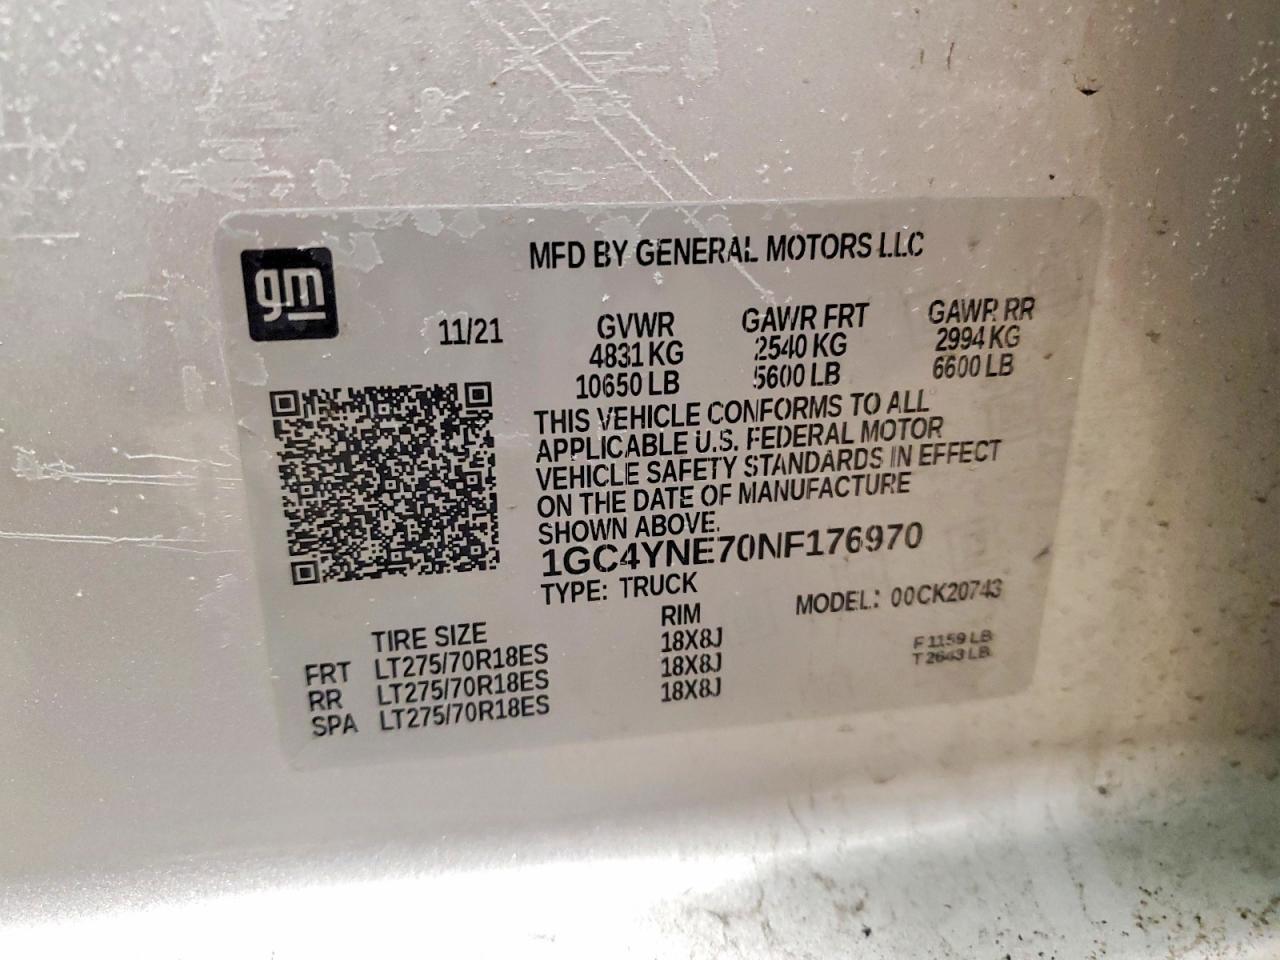 gm
MFD BY GENERAL MOTORS LLC
11/21 GVWR GAWR FRT GAWR RR
4831 KG 2540 KG 2994 KG
10650 LB 5600 LB 6600 LB
THIS VEHICLE CONFORMS TO ALL
APPLICABLE U.S. FEDERAL MOTOR
VEHICLE SAFETY STANDARDS IN EFFECT
ON THE DATE OF MANUFACTURE
SHOWN ABOVE.
1GC4YNE70NF176970
TYPE: TRUCK MODEL: 00CK20743
TIRE SIZE RIM
FRT LT275/70R18ES 18X8J F 1159 LB
RR LT275/70R18ES 18X8J T 2643 LB
SPA LT275/70R18ES 18X8J